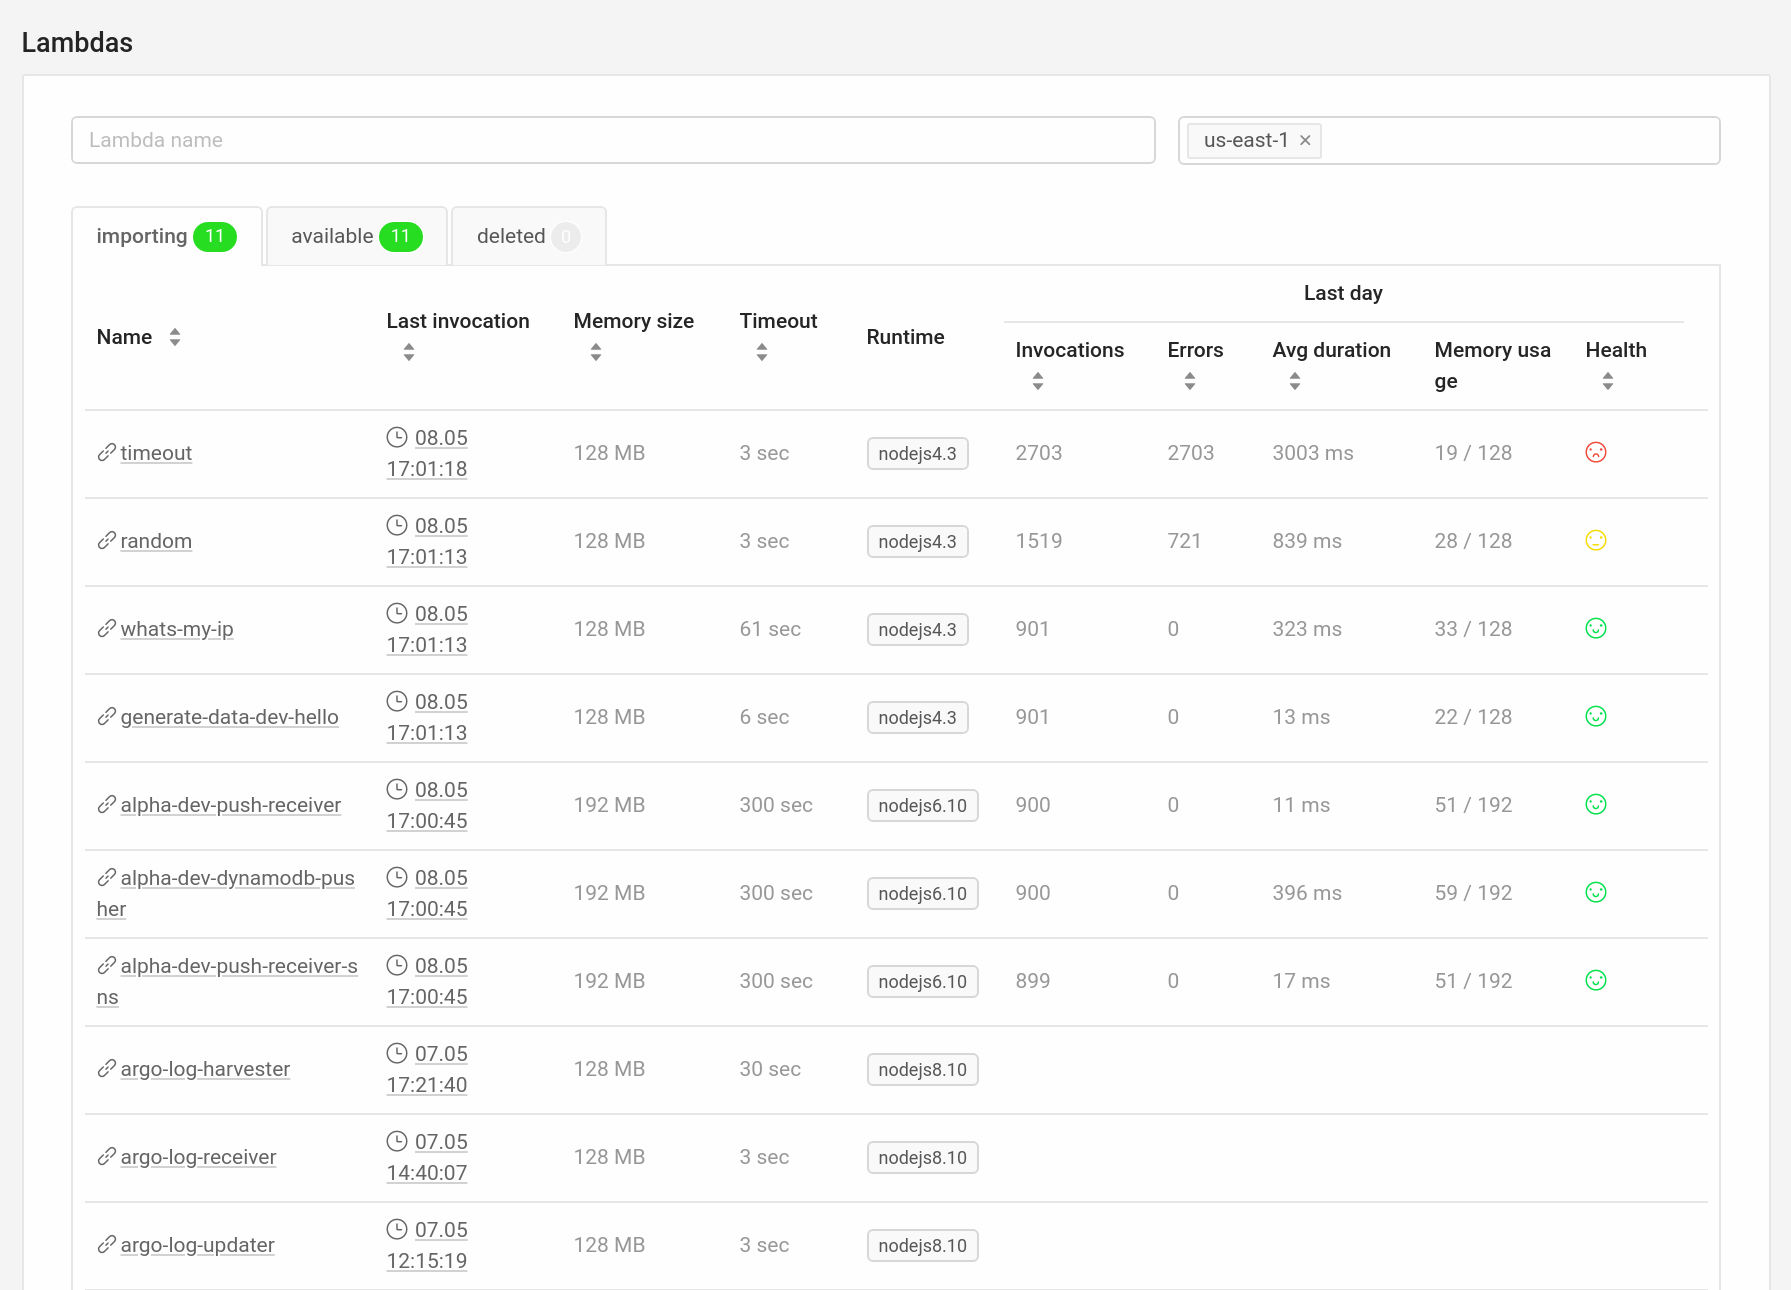 Lambdas
Lambda name
us-east-1 ×
importing 11 available 11 deleted 0
Last day
Name Last invocation Memory size Timeout Runtime Invocations Errors Avg duration Memory usa
ge Health
timeout 08.05
17:01:18 128 MB 3 sec nodejs4.3 2703 2703 3003 ms 19 / 128
random 08.05
17:01:13 128 MB 3 sec nodejs4.3 1519 721 839 ms 28 / 128
whats-my-ip 08.05
17:01:13 128 MB 61 sec nodejs4.3 901 0 323 ms 33 / 128
generate-data-dev-hello 08.05
17:01:13 128 MB 6 sec nodejs4.3 901 0 13 ms 22 / 128
alpha-dev-push-receiver 08.05
17:00:45 192 MB 300 sec nodejs6.10 900 0 11 ms 51 / 192
alpha-dev-dynamodb-pus
her 08.05
17:00:45 192 MB 300 sec nodejs6.10 900 0 396 ms 59 / 192
alpha-dev-push-receiver-s
ns 08.05
17:00:45 192 MB 300 sec nodejs6.10 899 0 17 ms 51 / 192
argo-log-harvester 07.05
17:21:40 128 MB 30 sec nodejs8.10
argo-log-receiver 07.05
14:40:07 128 MB 3 sec nodejs8.10
argo-log-updater 07.05
12:15:19 128 MB 3 sec nodejs8.10